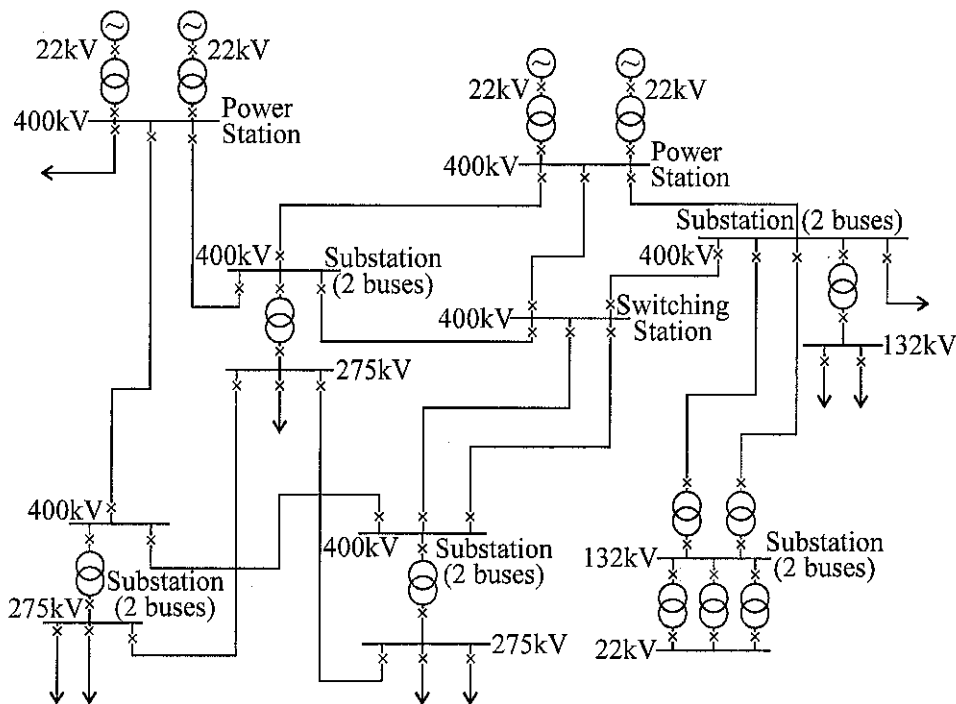 22kV
22kV
400kV
Power
Station
22kV
22kV
400kV
Power
Station
Substation (2 buses)
400kV
400kV
Substation
(2 buses)
400kV
Switching
Station
132kV
275kV
400kV
Substation
(2 buses)
275kV
400kV
Substation
(2 buses)
275kV
132kV
Substation
(2 buses)
22kV